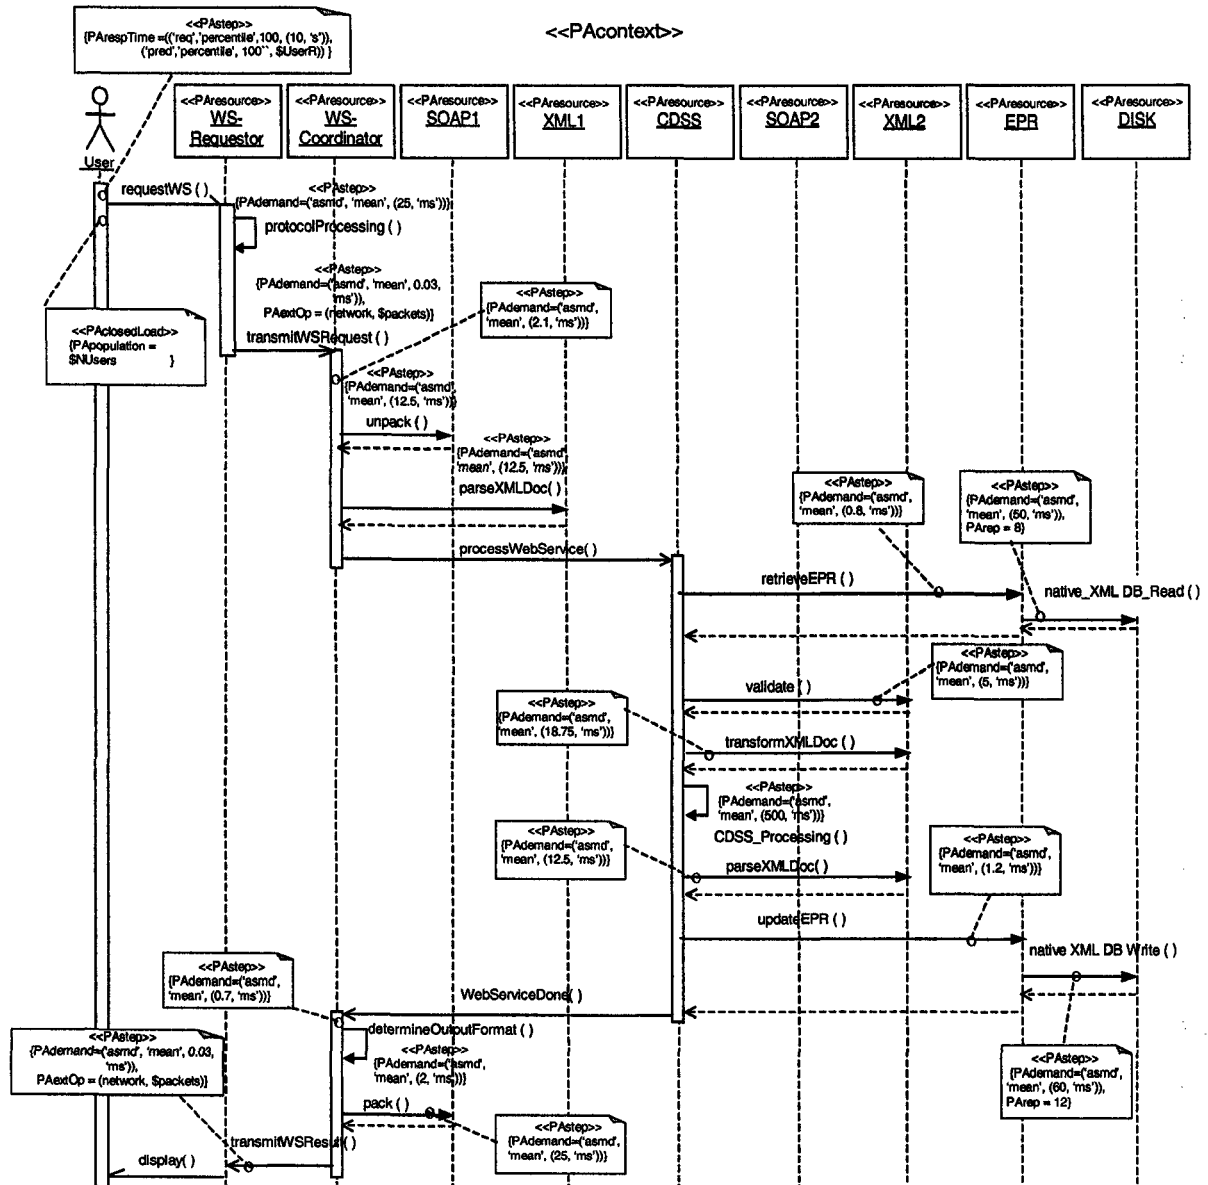 <<PAstep>>
{PArespTime =(('req','percentile',100, (10, 's')),
('pred','percentile', 100``, $UserR)) }
<<PAcontext>>
<<PAresource>>
WS-
Requestor
<<PAresource>>
WS-
Coordinator
<<PAresource>>
SOAP1
<<PAresource>>
XML1
<<PAresource>>
CDSS
<<PAresource>>
SOAP2
<<PAresource>>
XML2
<<PAresource>>
EPR
<<PAresource>>
DISK
User
requestWS ( )
<<PAstep>>
{PAdemand=('asmd', 'mean', (25, 'ms'))}
protocolProcessing ( )
<<PAstep>>
{PAdemand=('asmd', 'mean', 0.03,
'ms')),
PAextOp = (network, $packets)}
<<PAstep>>
{PAdemand=('asmd',
'mean', (2.1, 'ms'))}
<<PAclosedLoad>>
{PApopulation =
$NUsers }
transmitWSRequest ( )
<<PAstep>>
{PAdemand=('asmd',
'mean', (12.5, 'ms'))}
unpack ( )
<<PAstep>>
{PAdemand=('asmd'
'mean', (12.5, 'ms'))}
parseXMLDoc( )
<<PAstep>>
{PAdemand=('asmd',
'mean', (0.8, 'ms'))}
<<PAstep>>
{PAdemand=('asmd',
'mean', (50, 'ms')),
PArep = 8}
processWebService( )
retrieveEPR ( )
native_XML DB_Read ( )
<<PAstep>>
{PAdemand=('asmd',
'mean', (5, 'ms'))}
validate ( )
<<PAstep>>
{PAdemand=('asmd',
'mean', (18.75, 'ms'))}
transformXMLDoc ( )
<<PAstep>>
{PAdemand=('asmd',
'mean', (500, 'ms'))}
CDSS_Processing ( )
<<PAstep>>
{PAdemand=('asmd',
'mean', (12.5, 'ms'))}
<<PAstep>>
{PAdemand=('asmd',
'mean', (1.2, 'ms'))}
parseXMLDoc( )
updateEPR ( )
native XML DB Write ( )
<<PAstep>>
{PAdemand=('asmd',
'mean', (0.7, 'ms'))}
WebServiceDone( )
determineOutputFormat ( )
<<PAstep>>
{PAdemand=('asmd', 'mean', 0.03,
'ms')),
PAextOp = (network, $packets)}
<<PAstep>>
{PAdemand=('asmd',
'mean', (2, 'ms'))}
<<PAstep>>
{PAdemand=('asmd',
'mean', (60, 'ms')),
PArep = 12}
pack ( )
<<PAstep>>
{PAdemand=('asmd',
'mean', (25, 'ms'))}
transmitWSResult( )
display( )